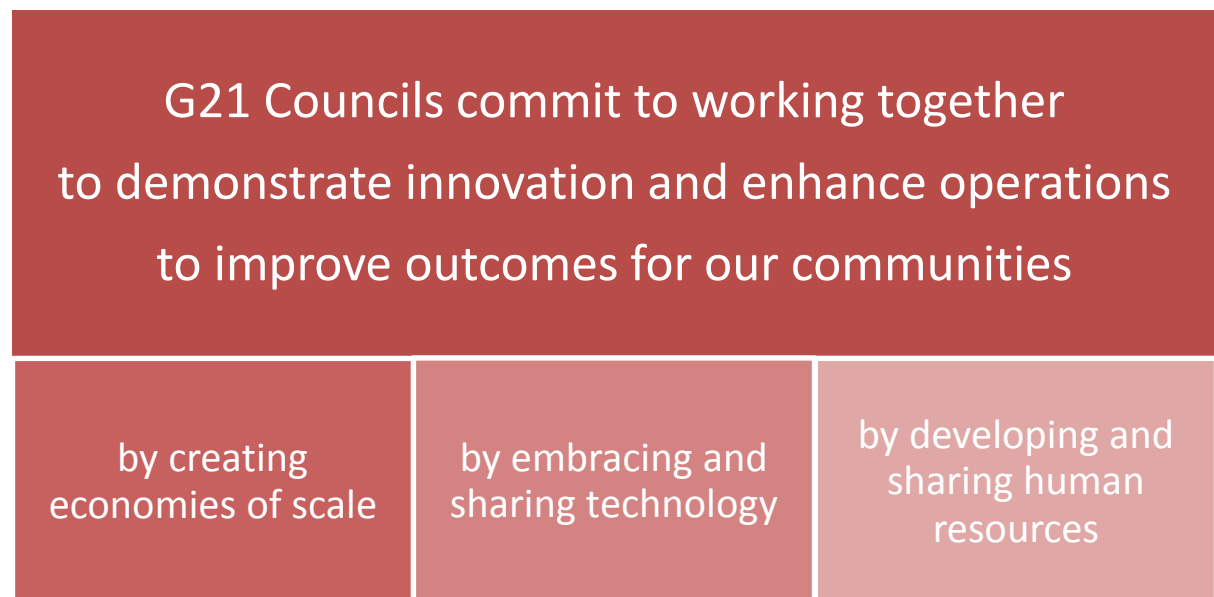 G21 Councils commit to working together
to demonstrate innovation and enhance operations
to improve outcomes for our communities
by creating
economies of scale
by embracing and
sharing technology
by developing and
sharing human
resources